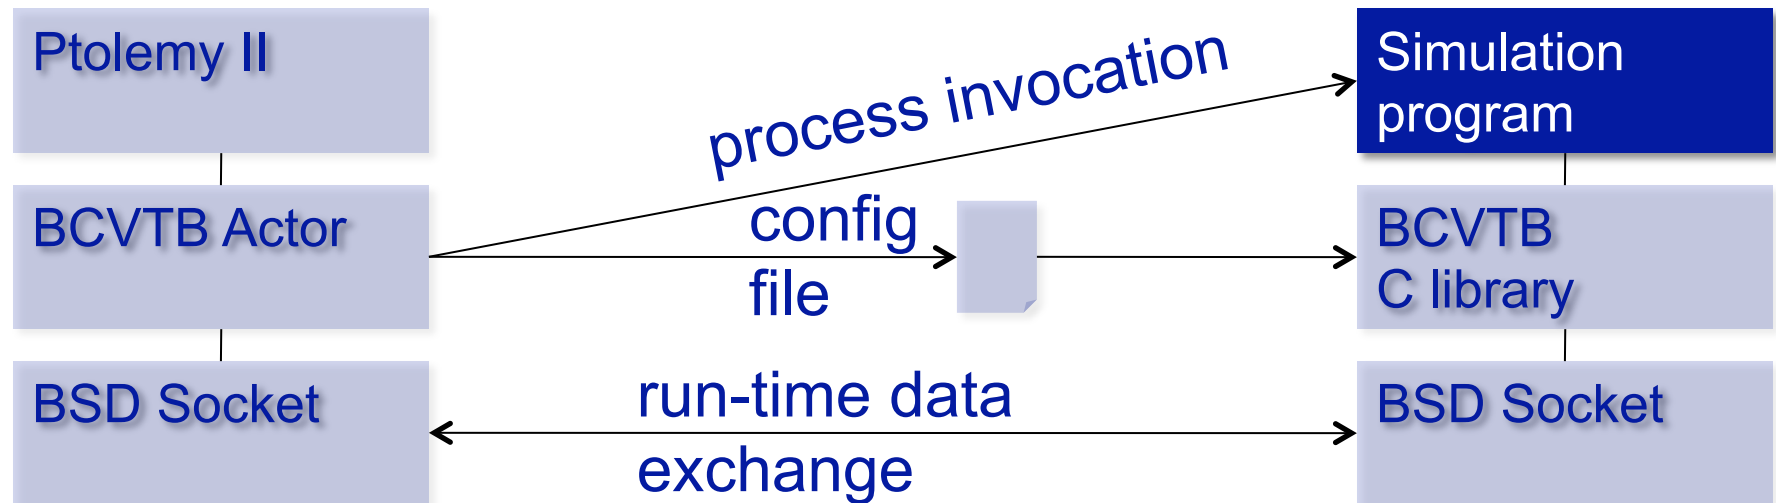 Ptolemy II
process invocation
Simulation
program
BCVTB Actor
config
file
BCVTB
C library
BSD Socket
run-time data
exchange
BSD Socket